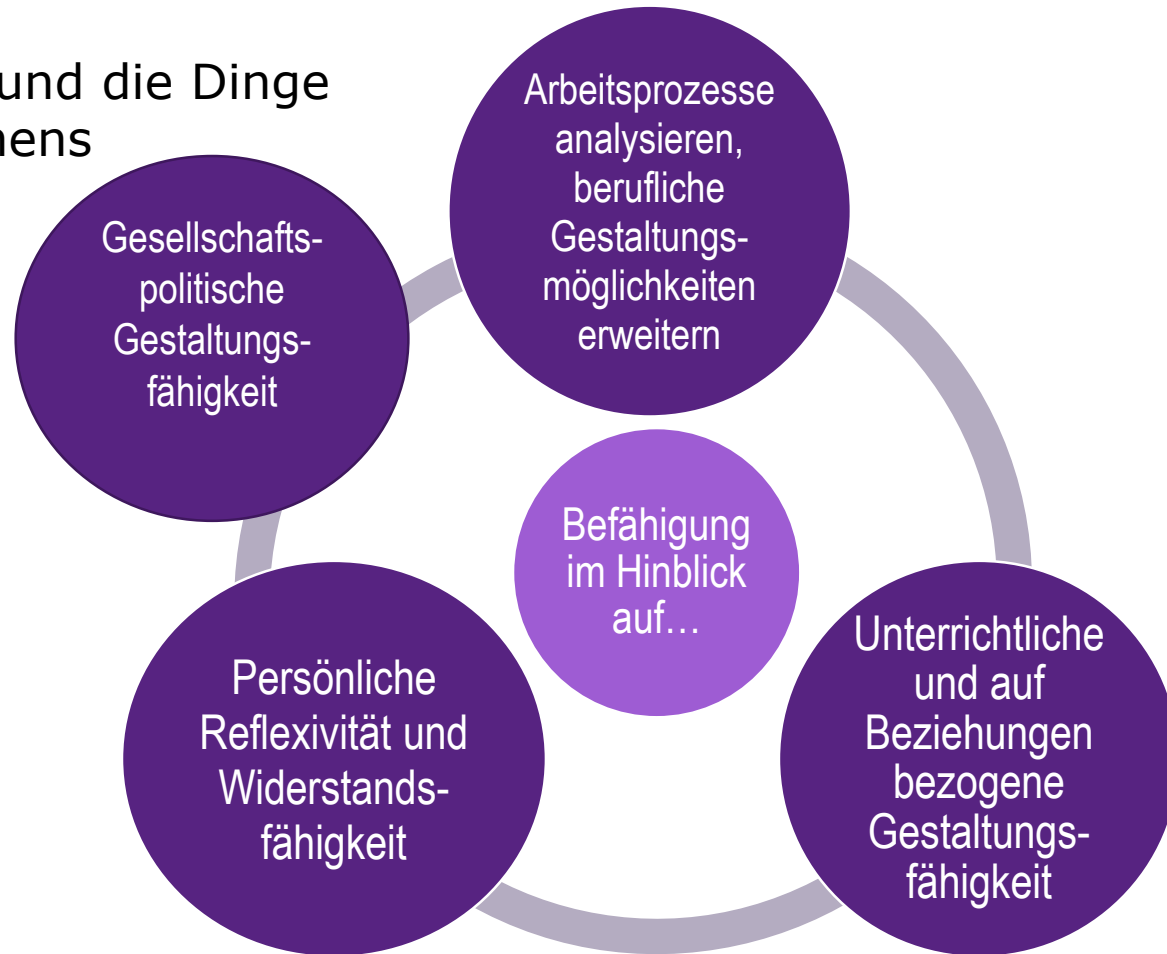 und die Dinge
Arbeitsprozesse
analysieren,
berufliche
Gestaltungs-
möglichkeiten
erweitern
Gesellschafts-
politische
Gestaltungs-
fähigkeit
Befähigung
im Hinblick
auf…
Unterrichtliche
und auf
Beziehungen
bezogene
Gestaltungs-
fähigkeit
Persönliche
Reflexivität und
Widerstands-
fähigkeit